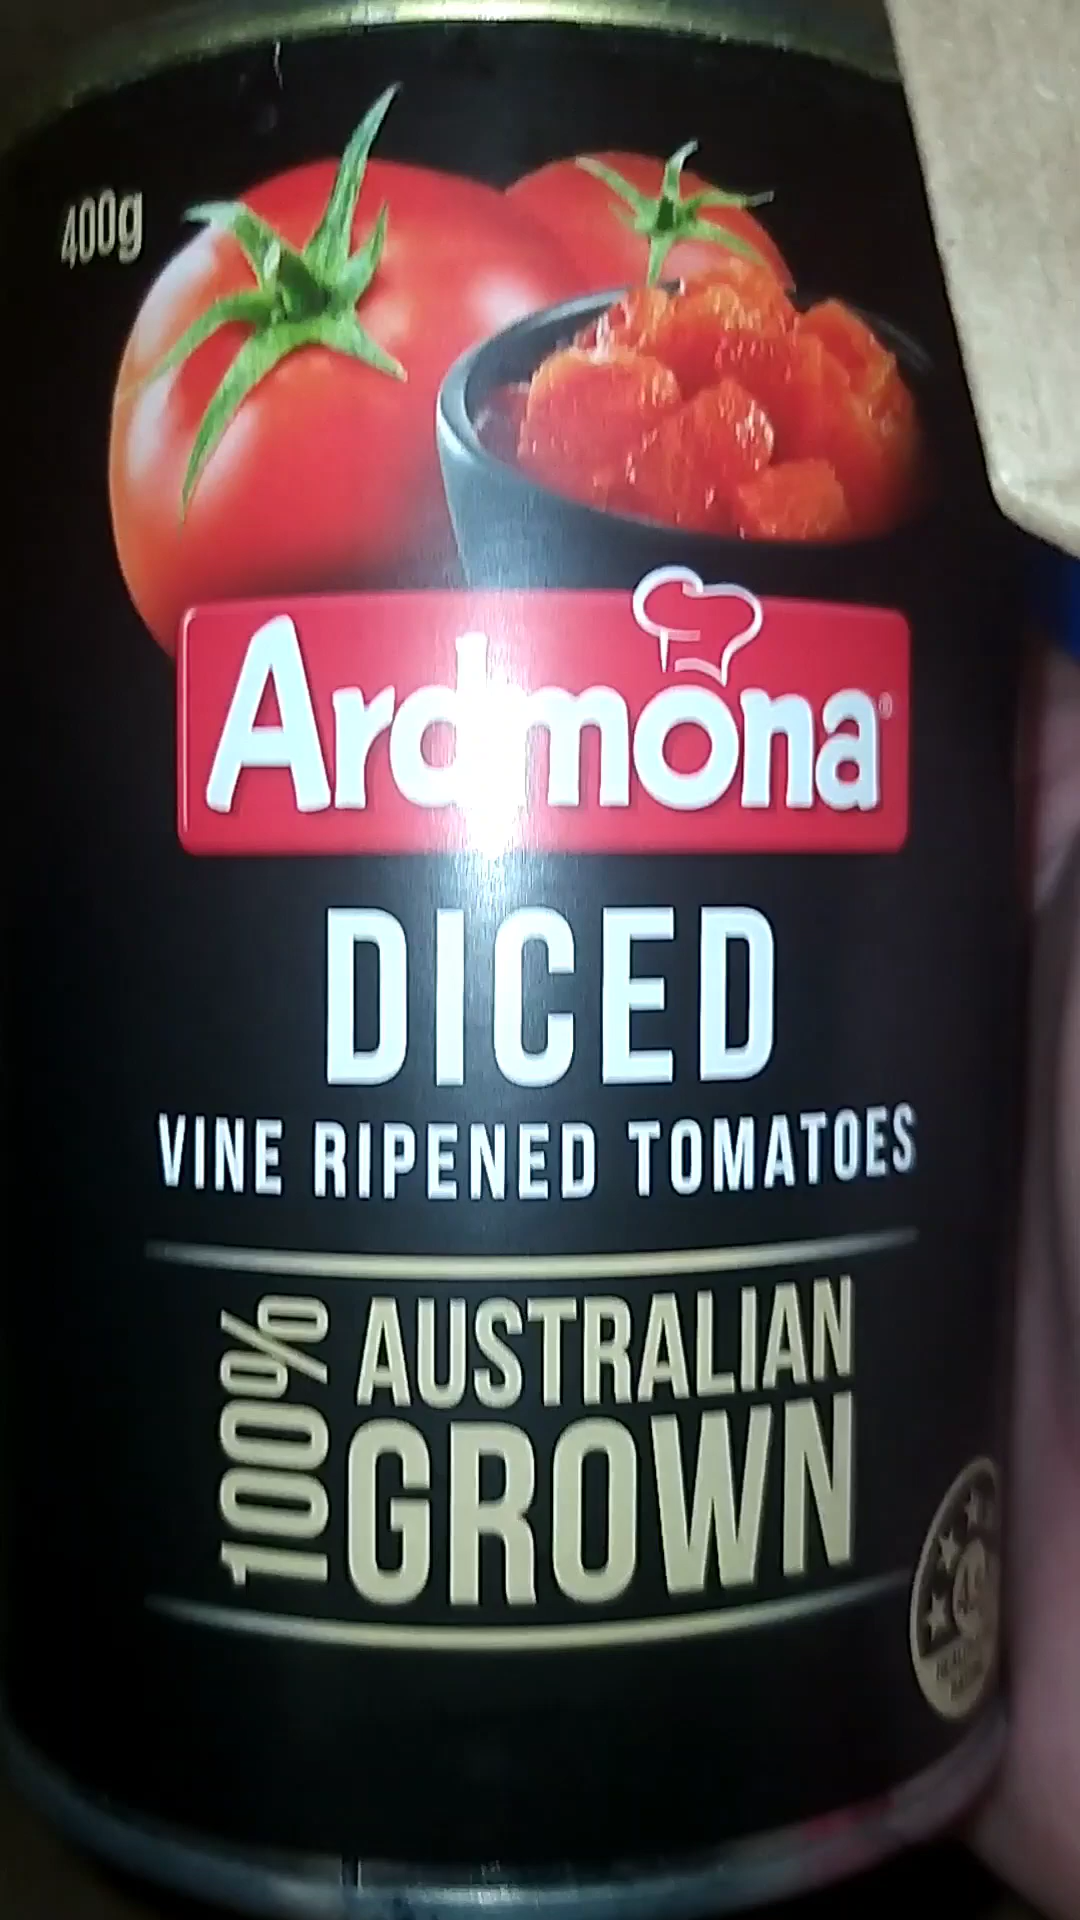 400g
Ardmona®
DICED
VINE RIPENED TOMATOES
100%
AUSTRALIAN
GROWN